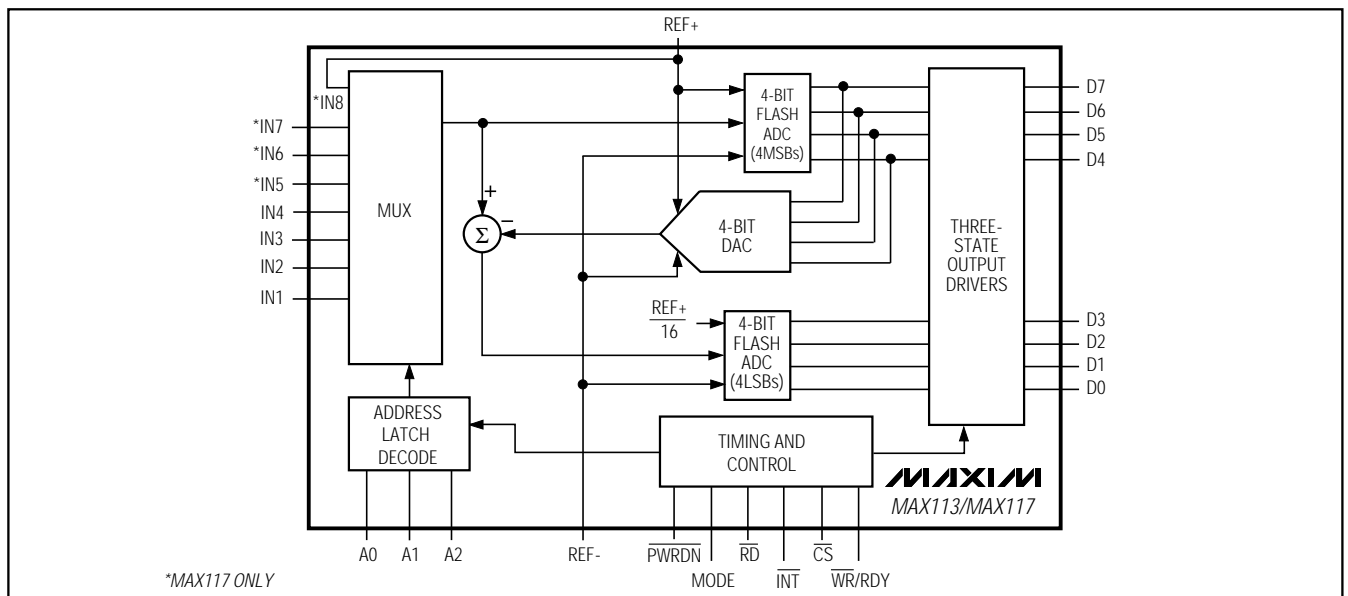 REF+
*IN8
*IN7
*IN6
*IN5
IN4
IN3
IN2
IN1
MUX
4-BIT
FLASH
ADC
(4MSBs)
D7
D6
D5
D4
+
−
Σ
4-BIT
DAC
THREE-
STATE
OUTPUT
DRIVERS
REF+
16
4-BIT
FLASH
ADC
(4LSBs)
D3
D2
D1
D0
ADDRESS
LATCH
DECODE
TIMING AND
CONTROL
MAXIM
MAX113/MAX117
A0
A1
A2
REF-
PWRDN
MODE
RD
INT
CS
WR/RDY
*MAX117 ONLY